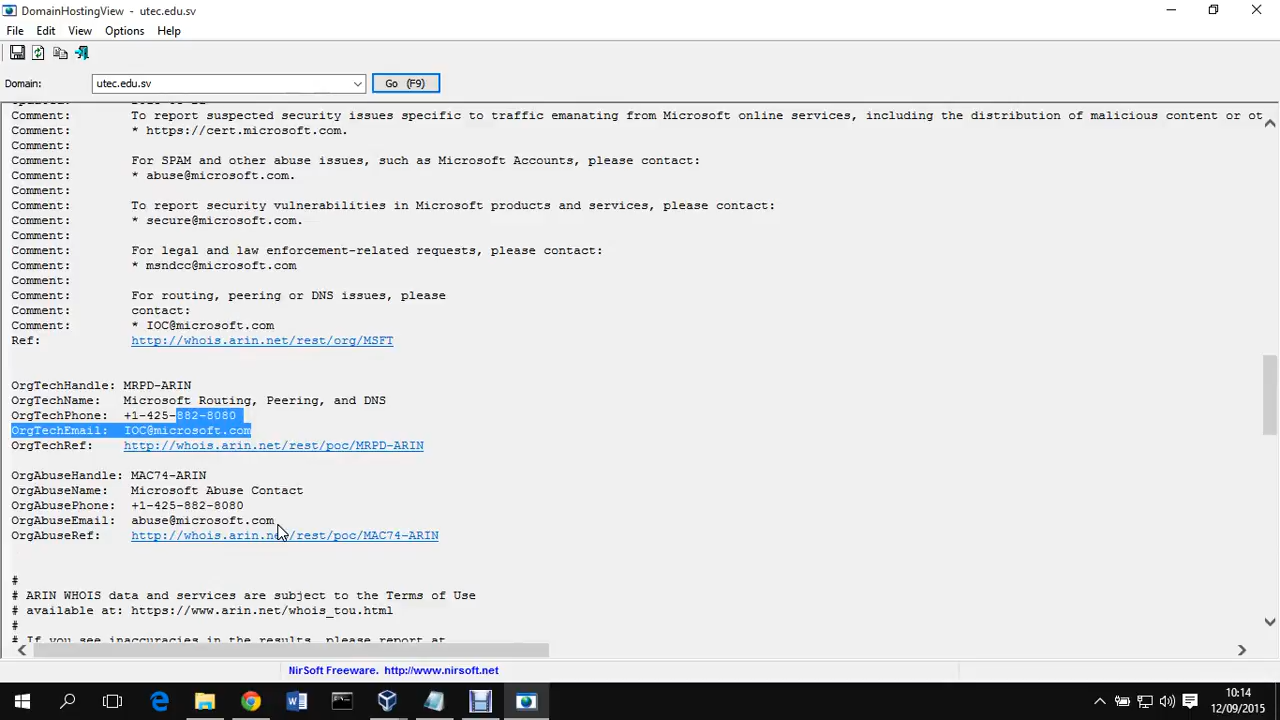 DomainHostingView - utec.edu.sv
File Edit View Options Help
Domain: utec.edu.sv Go (F9)
Comment: To report suspected security issues specific to traffic emanating from Microsoft online services, including the distribution of malicious content or ot
Comment: * https://cert.microsoft.com.
Comment:
Comment: For SPAM and other abuse issues, such as Microsoft Accounts, please contact:
Comment: * abuse@microsoft.com.
Comment:
Comment: To report security vulnerabilities in Microsoft products and services, please contact:
Comment: * secure@microsoft.com.
Comment:
Comment: For legal and law enforcement-related requests, please contact:
Comment: * msndcc@microsoft.com
Comment:
Comment: For routing, peering or DNS issues, please
Comment: contact:
Comment: * IOC@microsoft.com
Ref: http://whois.arin.net/rest/org/MSFT
OrgTechHandle: MRPD-ARIN
OrgTechName: Microsoft Routing, Peering, and DNS
OrgTechPhone: +1-425-882-8080
OrgTechEmail: IOC@microsoft.com
OrgTechRef: http://whois.arin.net/rest/poc/MRPD-ARIN
OrgAbuseHandle: MAC74-ARIN
OrgAbuseName: Microsoft Abuse Contact
OrgAbusePhone: +1-425-882-8080
OrgAbuseEmail: abuse@microsoft.com
OrgAbuseRef: http://whois.arin.net/rest/poc/MAC74-ARIN
#
# ARIN WHOIS data and services are subject to the Terms of Use
# available at: https://www.arin.net/whois_tou.html
#
# If you see inaccuracies in the results, please report at
NirSoft Freeware. http://www.nirsoft.net
10:14
12/09/2015